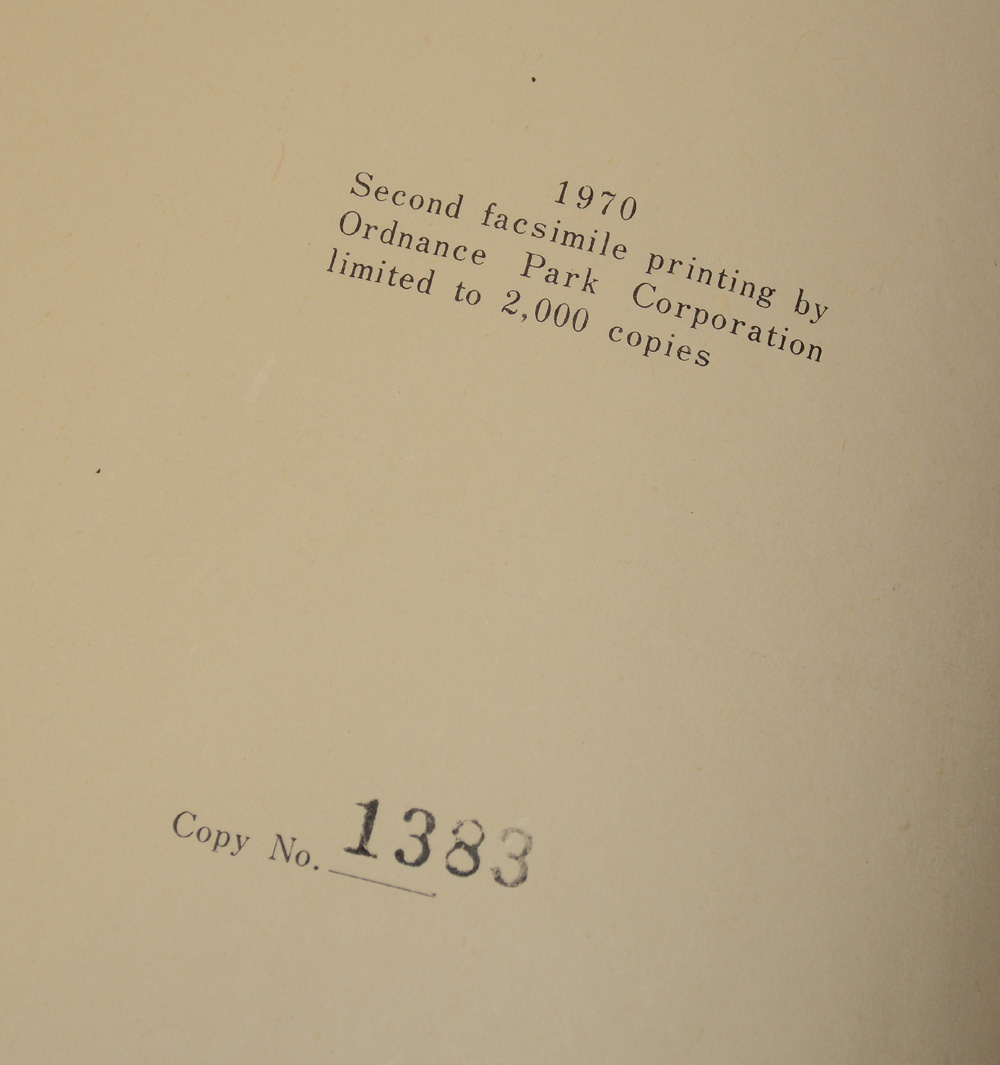 1970
Second facsimile printing by
Ordnance Park Corporation
limited to 2,000 copies
Copy No. 1383